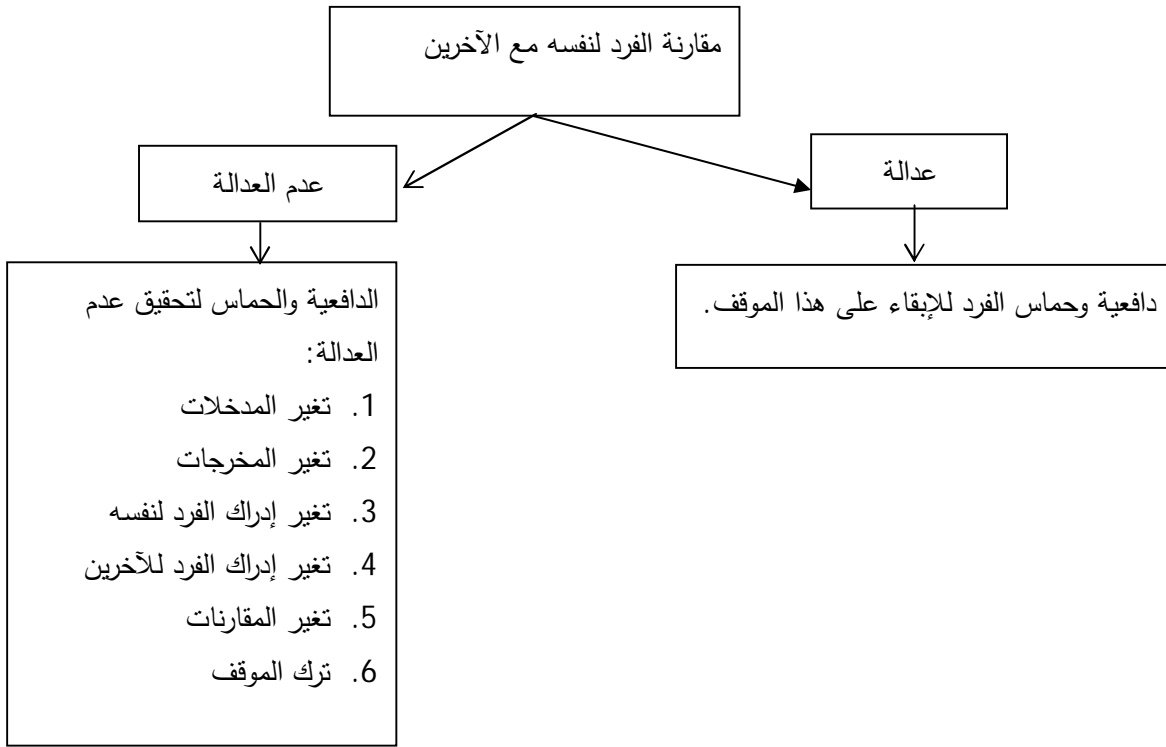 مقارنة الفرد لنفسه مع الآخرين
عدالة
عدم العدالة
دافعية وحماس الفرد للإبقاء على هذا الموقف.
الدافعية والحماس لتحقيق عدم
العدالة:
1. تغير المدخلات
2. تغير المخرجات
3. تغير إدراك الفرد لنفسه
4. تغير إدراك الفرد للآخرين
5. تغير المقارنات
6. ترك الموقف